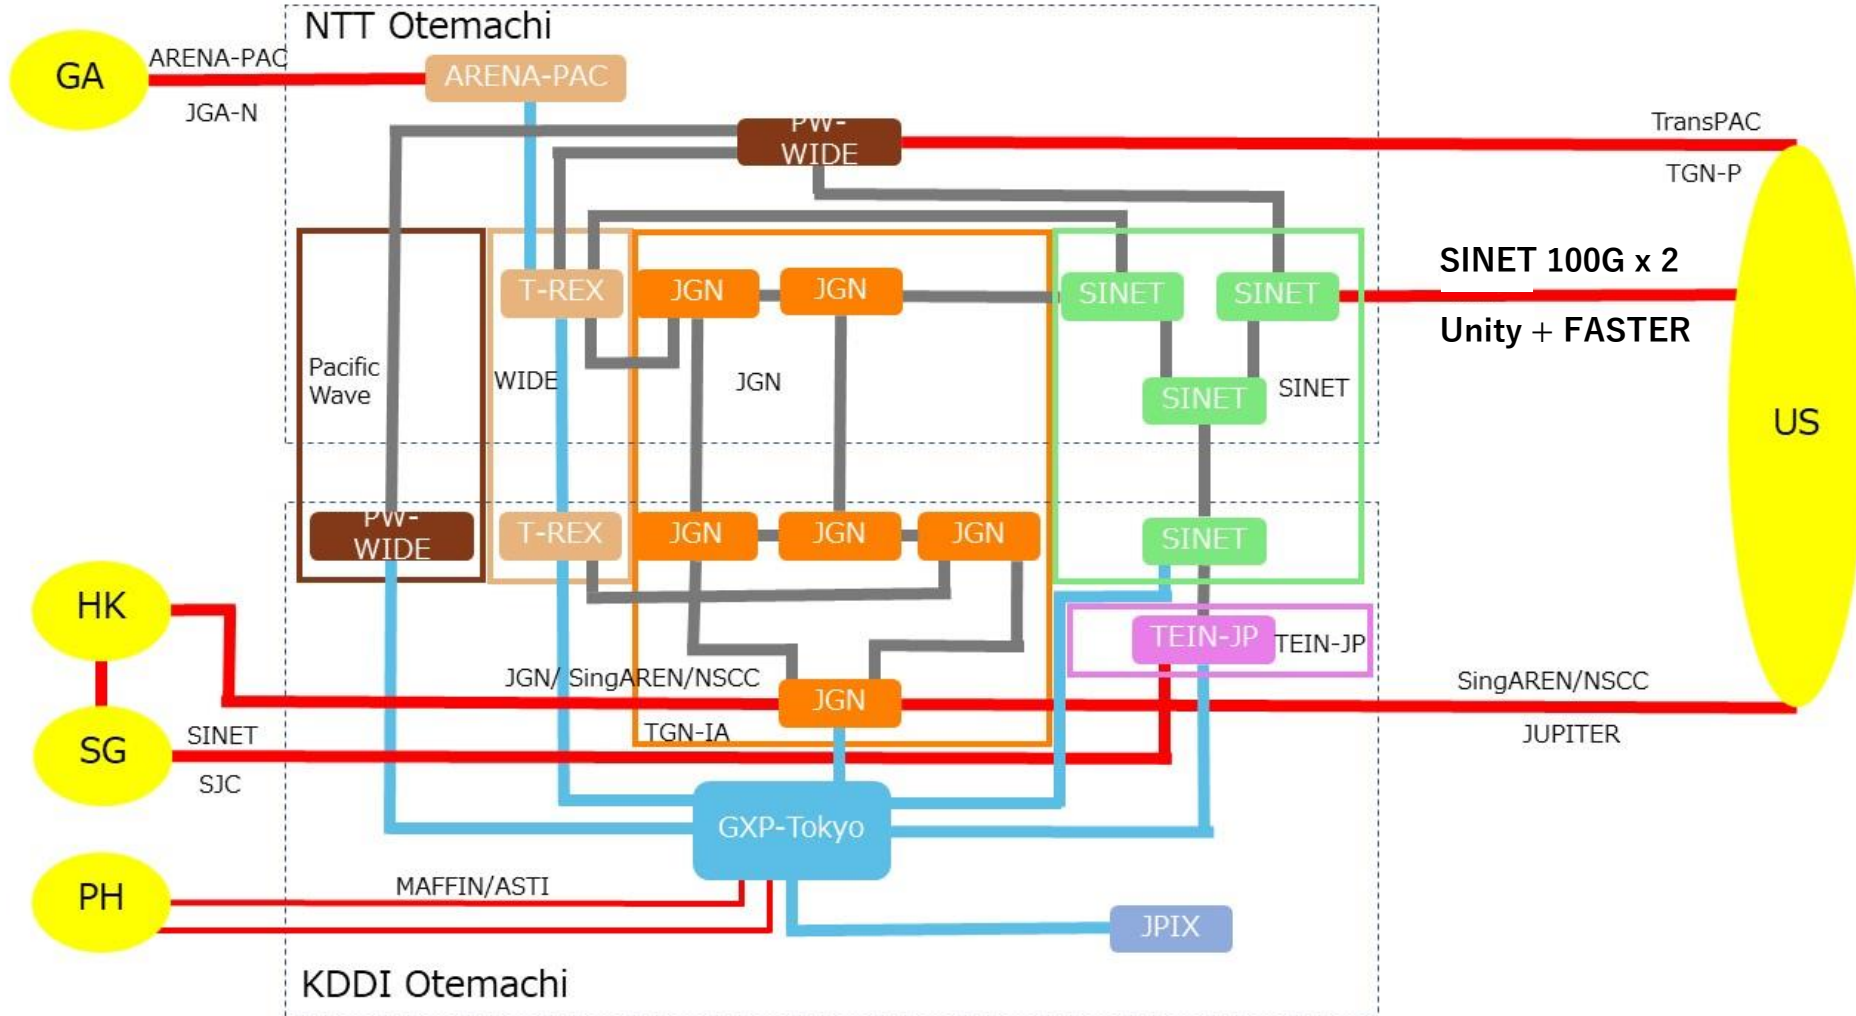 NTT Otemachi
GA
ARENA-PAC
JGA-N
ARENA-PAC
PW-
WIDE
TransPAC
TGN-P
T-REX
JGN
JGN
SINET
SINET
SINET 100G x 2
Unity + FASTER
Pacific
Wave
WIDE
JGN
SINET
SINET
US
PW-
WIDE
T-REX
JGN
JGN
JGN
SINET
HK
TEIN-JP
TEIN-JP
JGN/ SingAREN/NSCC
JGN
SingAREN/NSCC
TGN-IA
JUPITER
SG
SINET
SJC
GXP-Tokyo
PH
MAFFIN/ASTI
JPIX
KDDI Otemachi